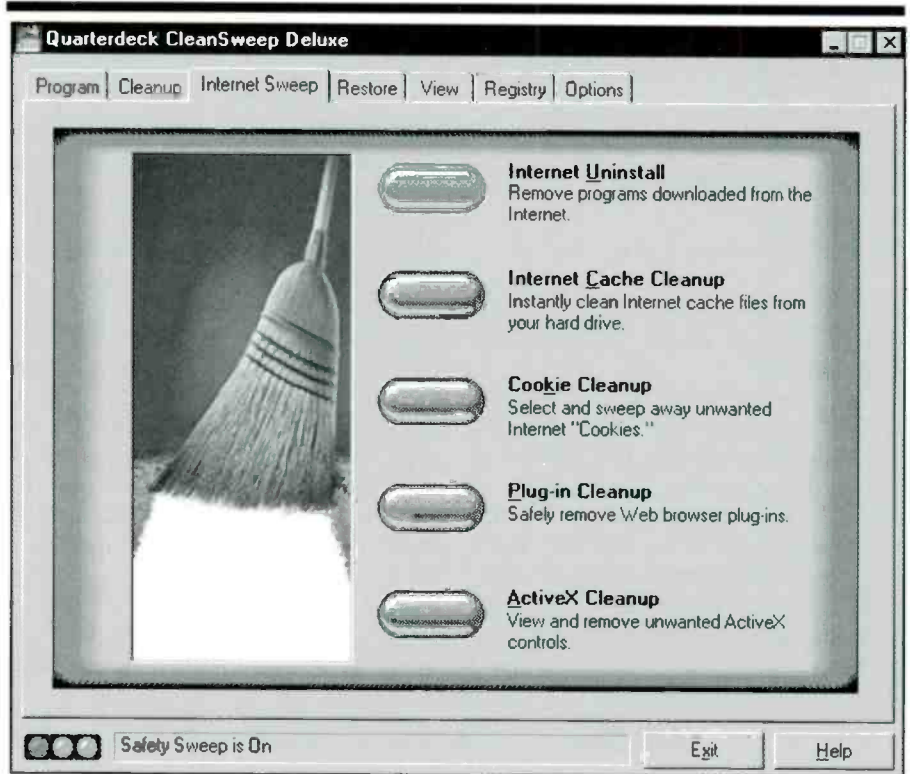 Quarterdeck CleanSweep Deluxe
Program Cleanup Internet Sweep Restore View Registry Options
Internet Uninstall
Remove programs downloaded from the
Internet.
Internet Cache Cleanup
Instantly clean Internet cache files from
your hard drive.
Cookie Cleanup
Select and sweep away unwanted
Internet "Cookies."
Plug-in Cleanup
Safely remove Web browser plug-ins.
ActiveX Cleanup
View and remove unwanted ActiveX
controls.
Safety Sweep is On
Exit Help